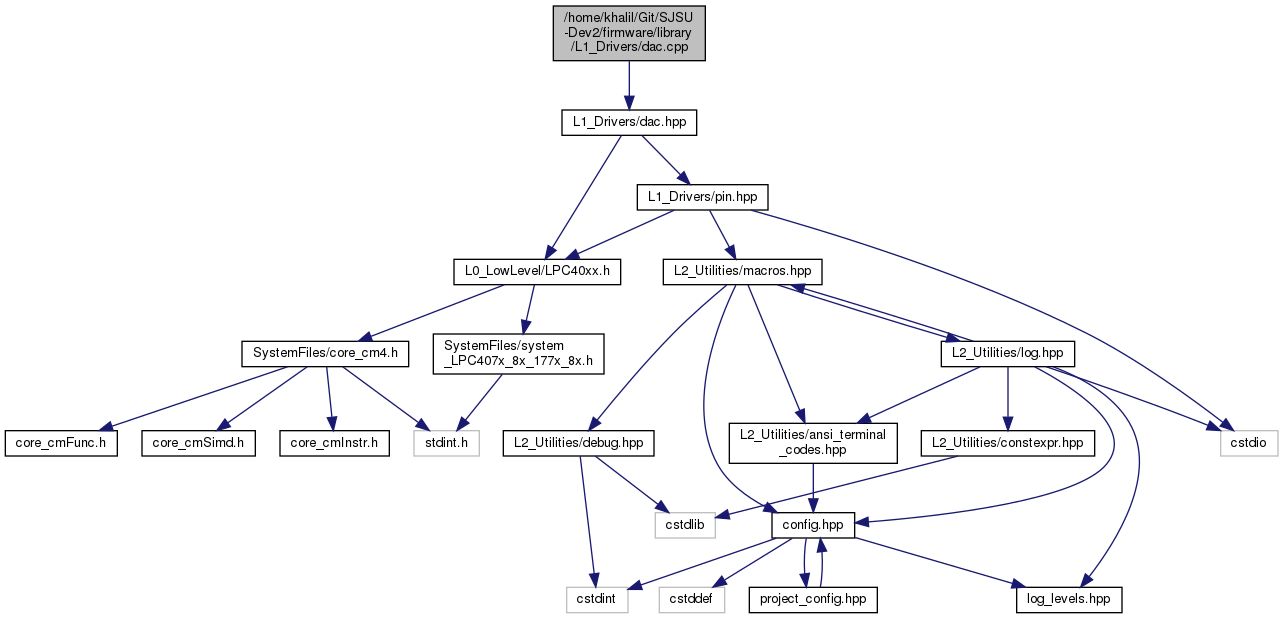 /home/khalil/Git/SJSU
-Dev2/firmware/library
/L1_Drivers/dac.cpp
L1_Drivers/dac.hpp
L1_Drivers/pin.hpp
L0_LowLevel/LPC40xx.h
L2_Utilities/macros.hpp
SystemFiles/core_cm4.h
SystemFiles/system
_LPC407x_8x_177x_8x.h
L2_Utilities/log.hpp
core_cmFunc.h
core_cmSimd.h
core_cmInstr.h
stdint.h
L2_Utilities/debug.hpp
L2_Utilities/ansi_terminal
_codes.hpp
L2_Utilities/constexpr.hpp
cstdio
cstdlib
config.hpp
cstdint
cstddef
project_config.hpp
log_levels.hpp